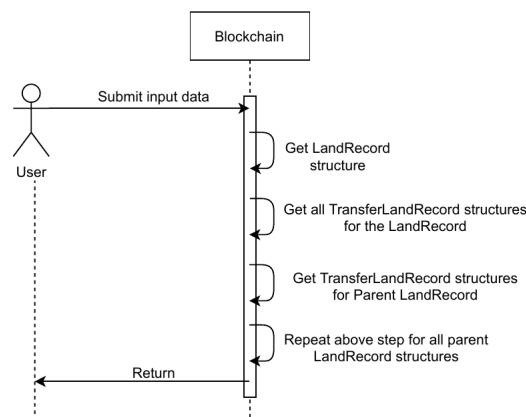 Blockchain
Submit input data
User
Get LandRecord
structure
Get all TransferLandRecord structures
for the LandRecord
Get TransferLandRecord structures
for Parent LandRecord
Repeat above step for all parent
LandRecord structures
Return